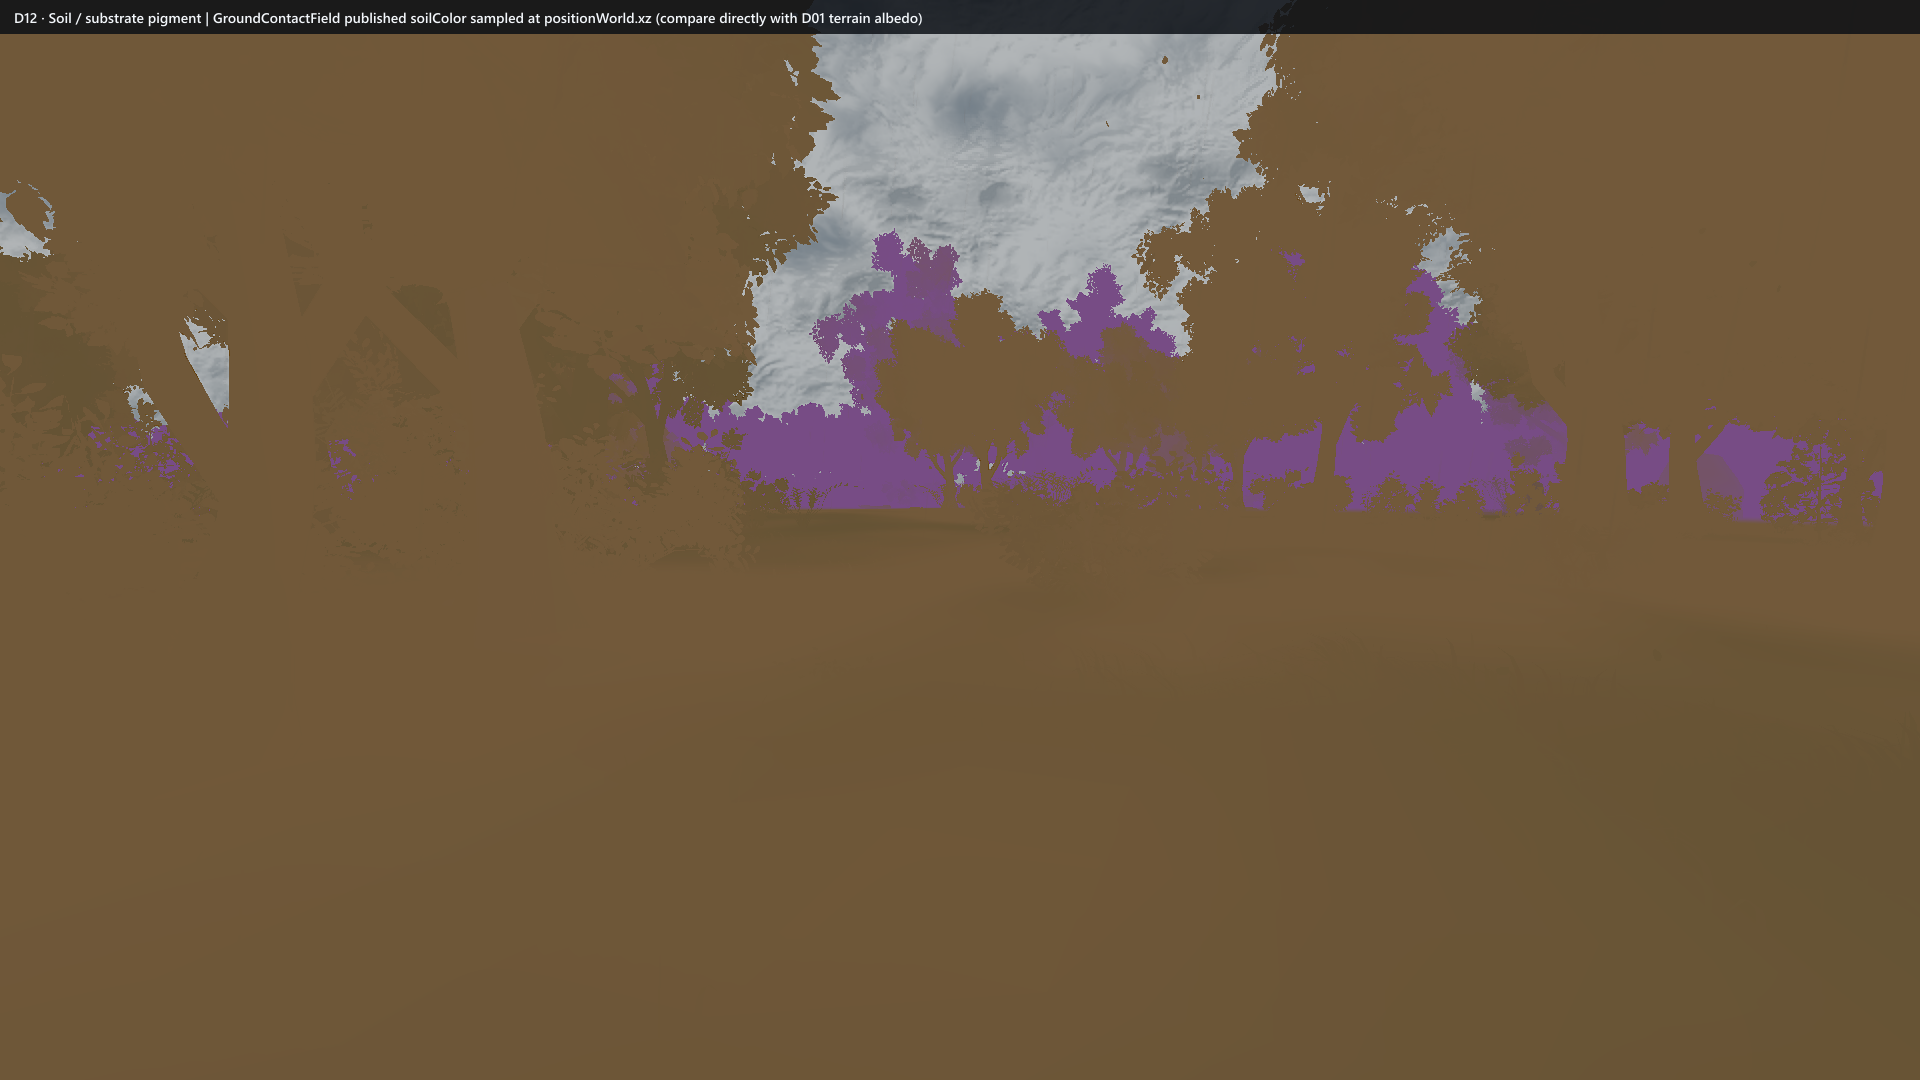 D12 · Soil / substrate pigment | GroundContactField published soilColor sampled at positionWorld.xz (compare directly with D01 terrain albedo)